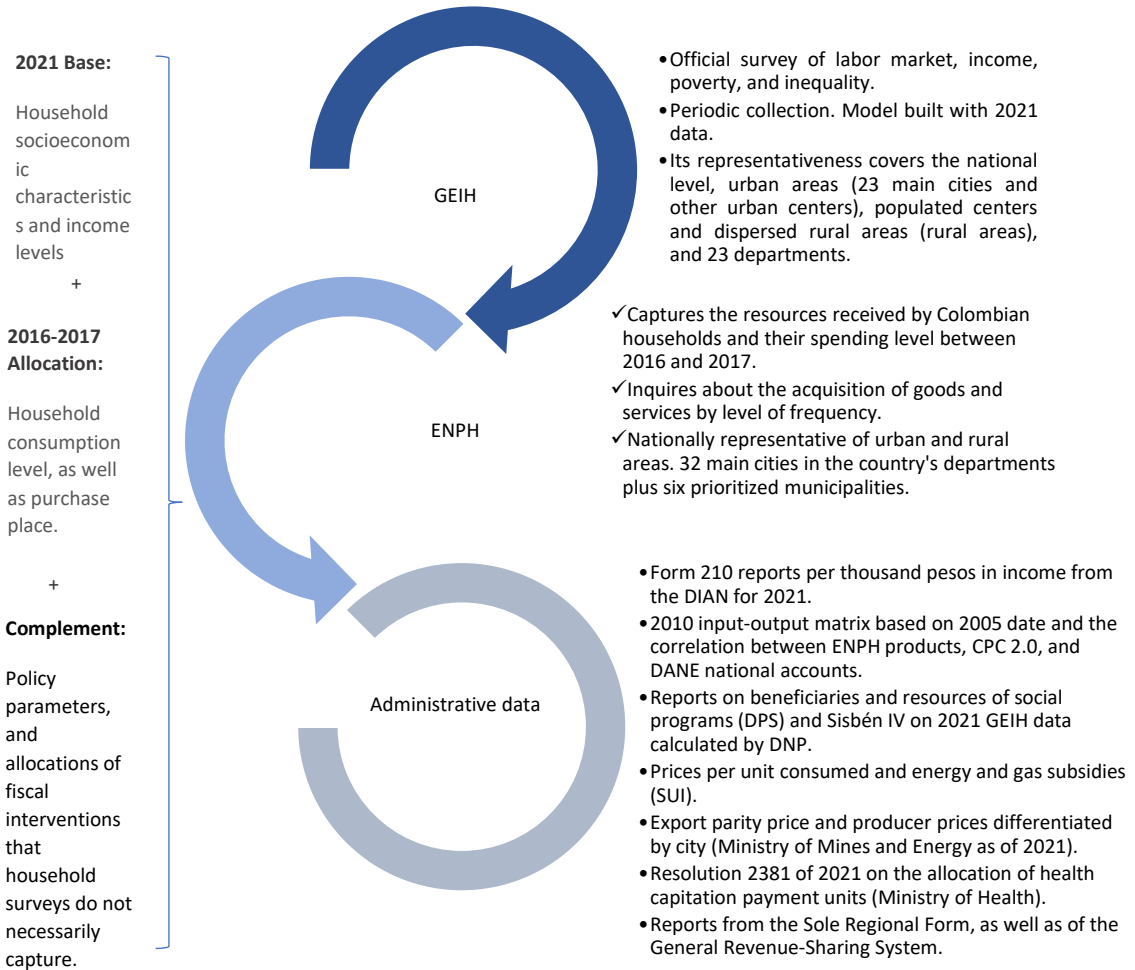 2021 Base:
Household
socioeconom
ic
characteristic
s and income
levels
+
2016-2017
Allocation:
Household
consumption
level, as well
as purchase
place.
+
Complement:
Policy
parameters,
and
allocations of
fiscal
interventions
that
household
surveys do not
necessarily
capture.
GEIH
•Official survey of labor market, income,
poverty, and inequality.
•Periodic collection. Model built with 2021
data.
•Its representativeness covers the national
level, urban areas (23 main cities and
other urban centers), populated centers
and dispersed rural areas (rural areas),
and 23 departments.
ENPH
✓Captures the resources received by Colombian
households and their spending level between
2016 and 2017.
✓Inquires about the acquisition of goods and
services by level of frequency.
✓Nationally representative of urban and rural
areas. 32 main cities in the country's departments
plus six prioritized municipalities.
Administrative data
•Form 210 reports per thousand pesos in income from
the DIAN for 2021.
•2010 input-output matrix based on 2005 date and the
correlation between ENPH products, CPC 2.0, and
DANE national accounts.
•Reports on beneficiaries and resources of social
programs (DPS) and Sisbén IV on 2021 GEIH data
calculated by DNP.
•Prices per unit consumed and energy and gas subsidies
(SUI).
•Export parity price and producer prices differentiated
by city (Ministry of Mines and Energy as of 2021).
•Resolution 2381 of 2021 on the allocation of health
capitation payment units (Ministry of Health).
•Reports from the Sole Regional Form, as well as of the
General Revenue-Sharing System.